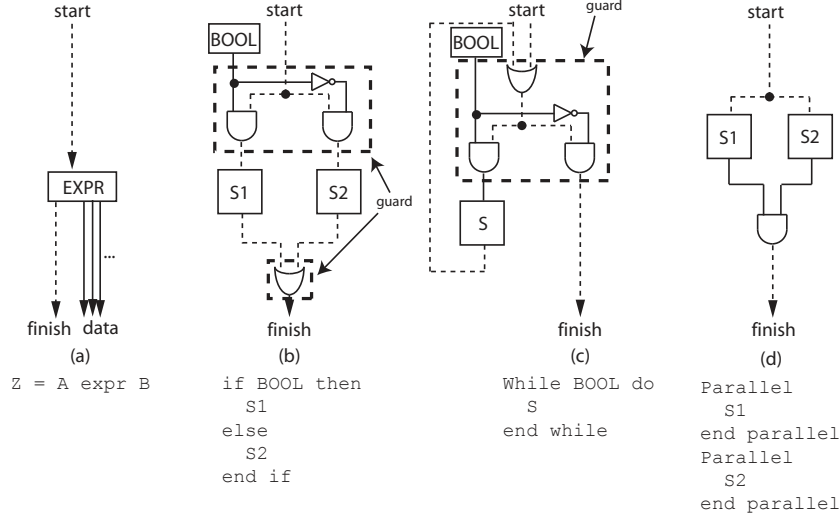 start
EXPR
...
finish data
(a)
Z = A expr B
start
BOOL
S1
S2
guard
finish
(b)
if BOOL then
S1
else
S2
end if
start
guard
BOOL
S
finish
(c)
While BOOL do
S
end while
start
S1
S2
finish
(d)
Parallel
S1
end parallel
Parallel
S2
end parallel